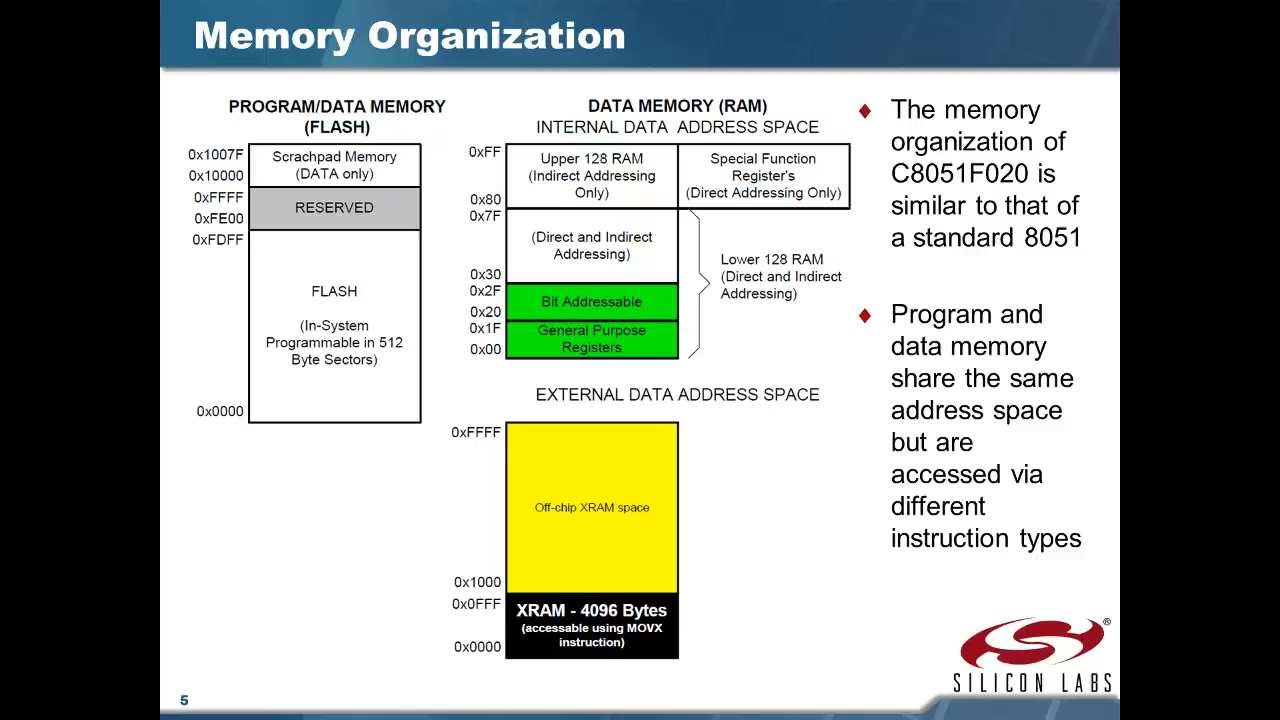 Memory Organization
PROGRAM/DATA MEMORY
(FLASH)
0x1007F
Scrachpad Memory
(DATA only)
0x10000
0xFFFF
RESERVED
0xFE00
0xFDFF
FLASH
(In-System
Programmable in 512
Byte Sectors)
0x0000
DATA MEMORY (RAM)
INTERNAL DATA ADDRESS SPACE
0xFF
Upper 128 RAM
(Indirect Addressing
Only)
0x80
Special Function
Register's
(Direct Addressing Only)
0x7F
(Direct and Indirect
Addressing)
0x30
0x2F
Bit Addressable
0x20
0x1F
General Purpose
Registers
0x00
Lower 128 RAM
(Direct and Indirect
Addressing)
EXTERNAL DATA ADDRESS SPACE
0xFFFF
Off-chip XRAM space
0x1000
0x0FFF
XRAM - 4096 Bytes
(accessable using MOVX
instruction)
0x0000
The memory
organization of
C8051F020 is
similar to that of
a standard 8051
Program and
data memory
share the same
address space
but are
accessed via
different
instruction types
®
SILICON LABS
5